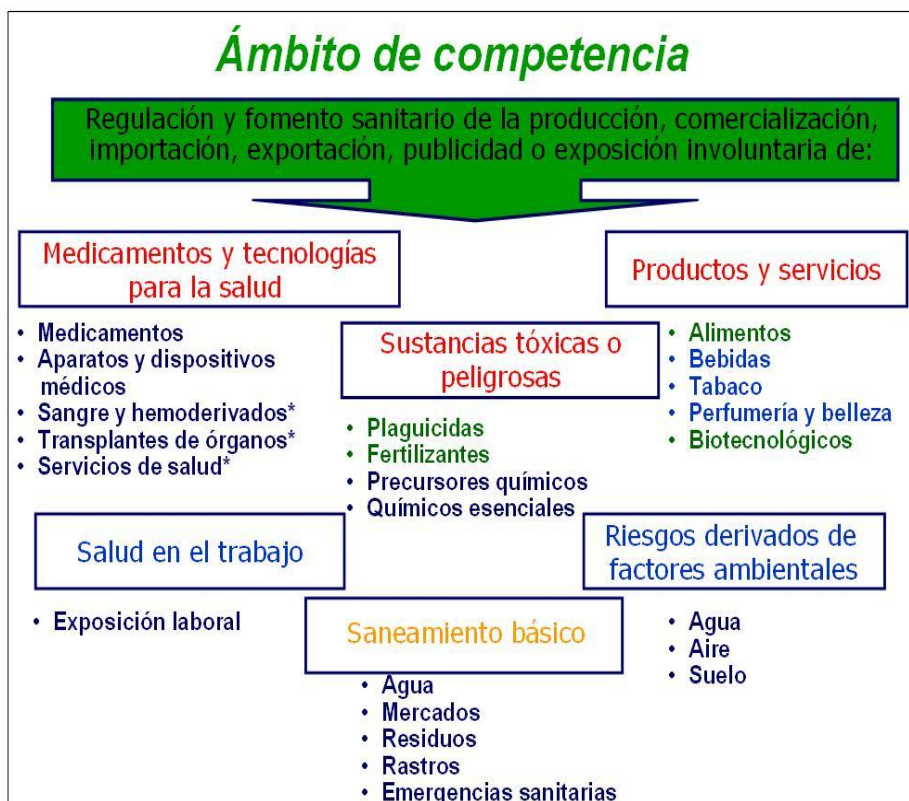 Ámbito de competencia
Regulación y fomento sanitario de la producción, comercialización,
importación, exportación, publicidad o exposición involuntaria de:
Medicamentos y tecnologías
para la salud
• Medicamentos
• Aparatos y dispositivos
médicos
• Sangre y hemoderivados*
• Transplantes de órganos*
• Servicios de salud*
Sustancias tóxicas o
peligrosas
• Plaguicidas
• Fertilizantes
• Precursores químicos
• Químicos esenciales
Productos y servicios
• Alimentos
• Bebidas
• Tabaco
• Perfumería y belleza
• Biotecnológicos
Salud en el trabajo
• Exposición laboral
Saneamiento básico
• Agua
• Mercados
• Residuos
• Rastros
• Emergencias sanitarias
Riesgos derivados de
factores ambientales
• Agua
• Aire
• Suelo